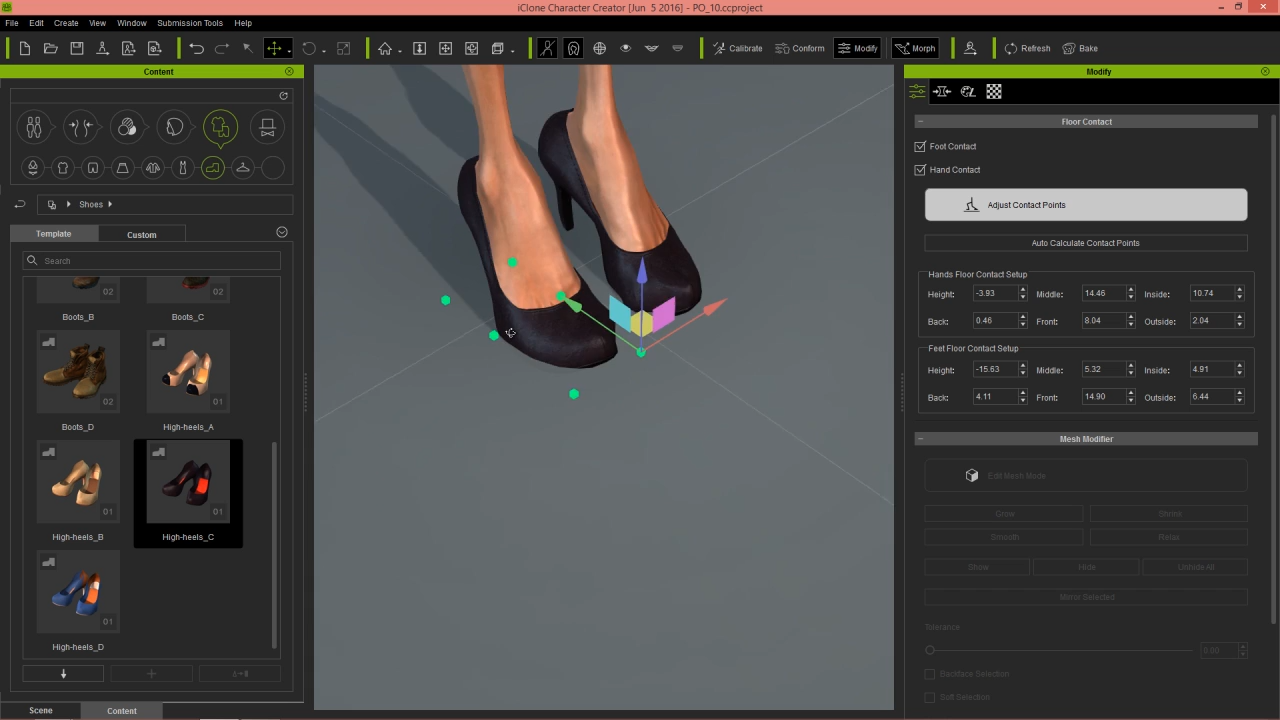 iClone Character Creator [Jun  5 2016] - PO_10.ccproject
File Edit Create View Window Submission Tools Help
Calibrate Conform Modify Morph Refresh Bake
Content
Shoes
Template Custom
Search
02 02
Boots_B Boots_C
02 01
Boots_D High-heels_A
01 01
High-heels_B High-heels_C
01
High-heels_D
Scene Content
Modify
Floor Contact
Foot Contact
Hand Contact
Adjust Contact Points
Auto Calculate Contact Points
Hands Floor Contact Setup
Height: -3.93 Middle: 14.46 Inside: 10.74
Back: 0.46 Front: 8.04 Outside: 2.04
Feet Floor Contact Setup
Height: -15.63 Middle: 5.32 Inside: 4.91
Back: 4.11 Front: 14.90 Outside: 6.44
Mesh Modifier
Edit Mesh Mode
Grow Shrink
Smooth Relax
Show Hide Unhide All
Mirror Selected
Tolerance
0.00
Backface Selection
Soft Selection